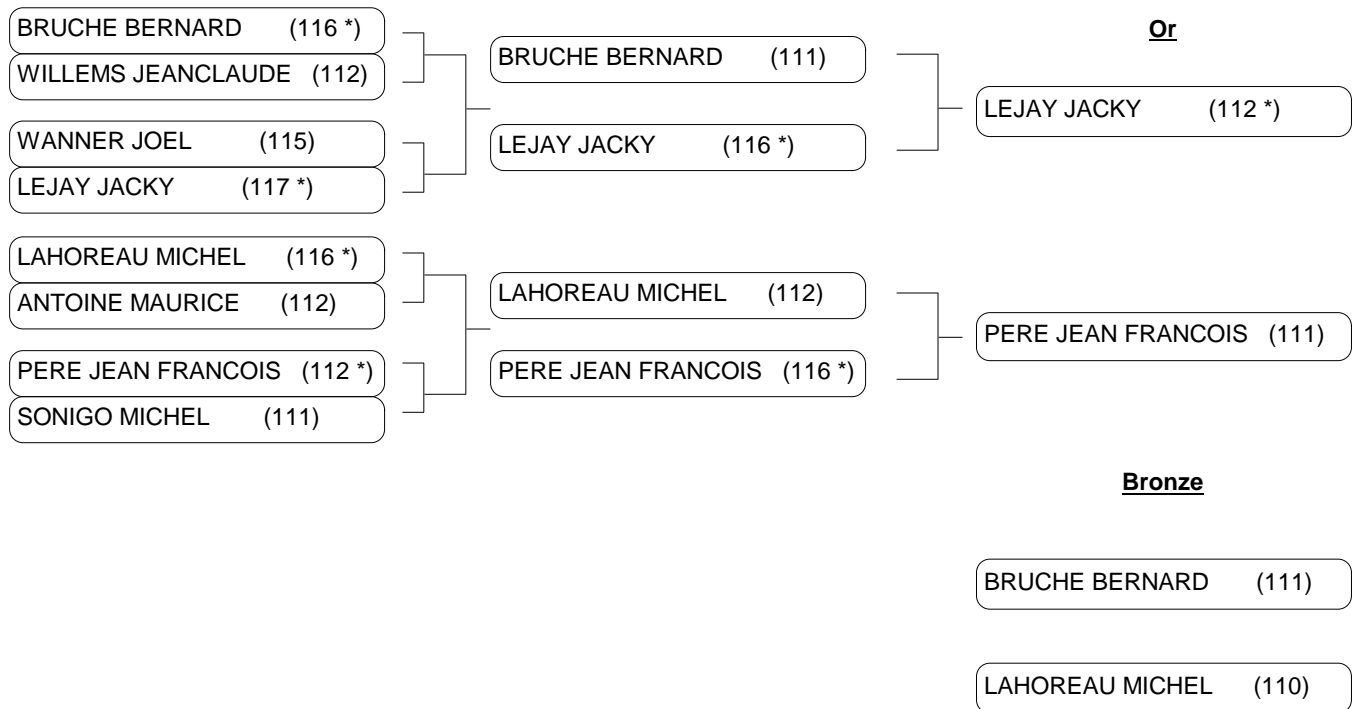 BRUCHE BERNARD (116 *)
WILLEMS JEANCLAUDE (112)
WANNER JOEL (115)
LEJAY JACKY (117 *)
LAHOREAU MICHEL (116 *)
ANTOINE MAURICE (112)
PERE JEAN FRANCOIS (112 *)
SONIGO MICHEL (111)
BRUCHE BERNARD (111)
LEJAY JACKY (116 *)
LAHOREAU MICHEL (112)
PERE JEAN FRANCOIS (116 *)
Or
LEJAY JACKY (112 *)
PERE JEAN FRANCOIS (111)
Bronze
BRUCHE BERNARD (111)
LAHOREAU MICHEL (110)